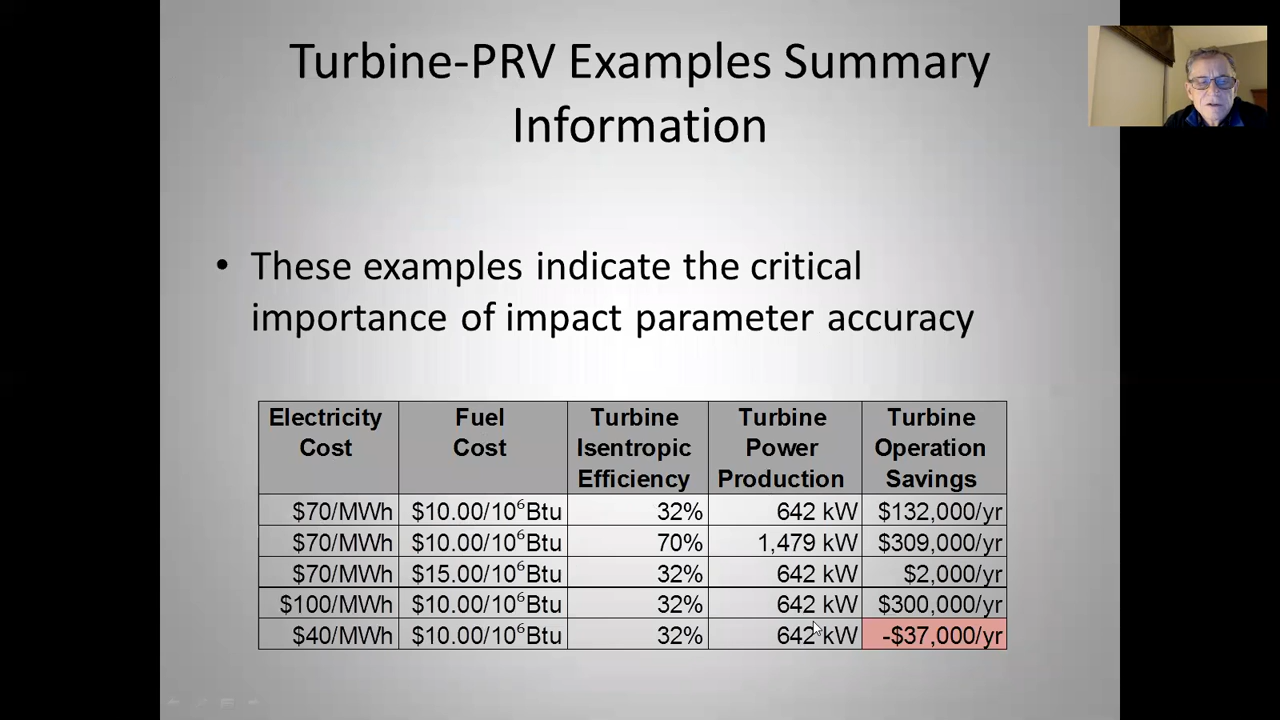 Turbine-PRV Examples Summary
Information
• These examples indicate the critical
importance of impact parameter accuracy
Electricity Cost Fuel Cost Turbine Isentropic Efficiency Turbine Power Production Turbine Operation Savings
$70/MWh $10.00/10⁶Btu 32% 642 kW $132,000/yr
$70/MWh $10.00/10⁶Btu 70% 1,479 kW $309,000/yr
$70/MWh $15.00/10⁶Btu 32% 642 kW $2,000/yr
$100/MWh $10.00/10⁶Btu 32% 642 kW $300,000/yr
$40/MWh $10.00/10⁶Btu 32% 642 kW -$37,000/yr